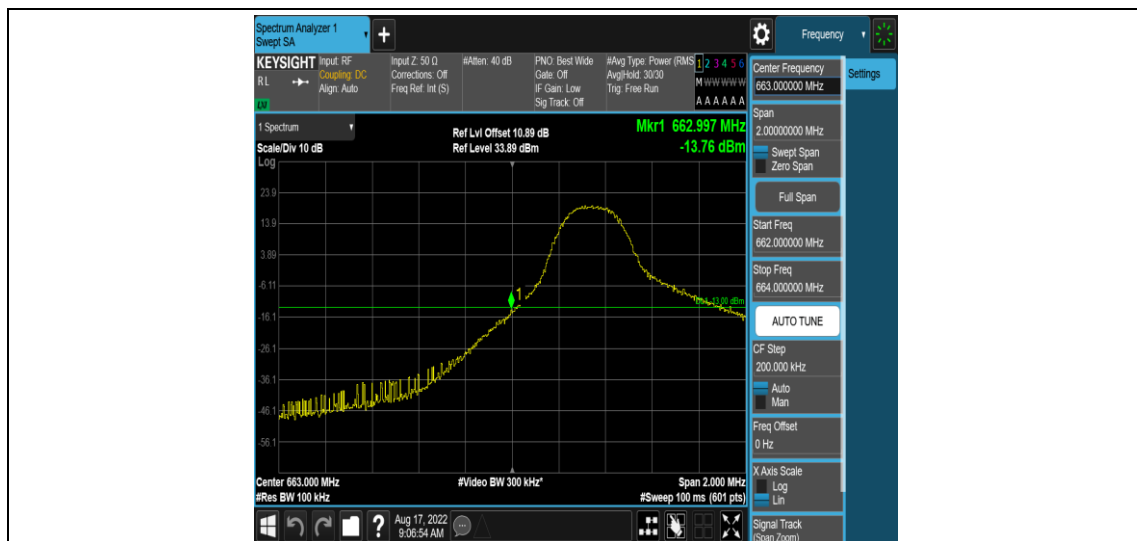 Spectrum Analyzer 1
Swept SA
+
Frequency
KEYSIGHT
RL
LXI
Input: RF
Coupling: DC
Align: Auto
Input Z: 50 Ω
Corrections: Off
Freq Ref: Int (S)
#Atten: 40 dB
PNO: Best Wide
Gate: Off
IF Gain: Low
Sig Track: Off
#Avg Type: Power (RMS
Avg|Hold: 30/30
Trig: Free Run
1 2 3 4 5 6
M W W W W W
A A A A A A
Center Frequency
663.000000 MHz
Settings
Span
2.00000000 MHz
Swept Span
Zero Span
Full Span
Start Freq
662.000000 MHz
Stop Freq
664.000000 MHz
AUTO TUNE
CF Step
200.000 kHz
Auto
Man
Freq Offset
0 Hz
X Axis Scale
Log
Lin
Signal Track
(Span Zoom)
1 Spectrum
Scale/Div 10 dB
Log
Ref Lvl Offset 10.89 dB
Ref Level 33.89 dBm
Mkr1 662.997 MHz
-13.76 dBm
23.9
13.9
3.89
-6.11
-16.1
-26.1
-36.1
-46.1
-56.1
1
-13.00 dBm
Center 663.000 MHz
#Res BW 100 kHz
#Video BW 300 kHz*
Span 2.000 MHz
#Sweep 100 ms (601 pts)
?
Aug 17, 2022
9:06:54 AM